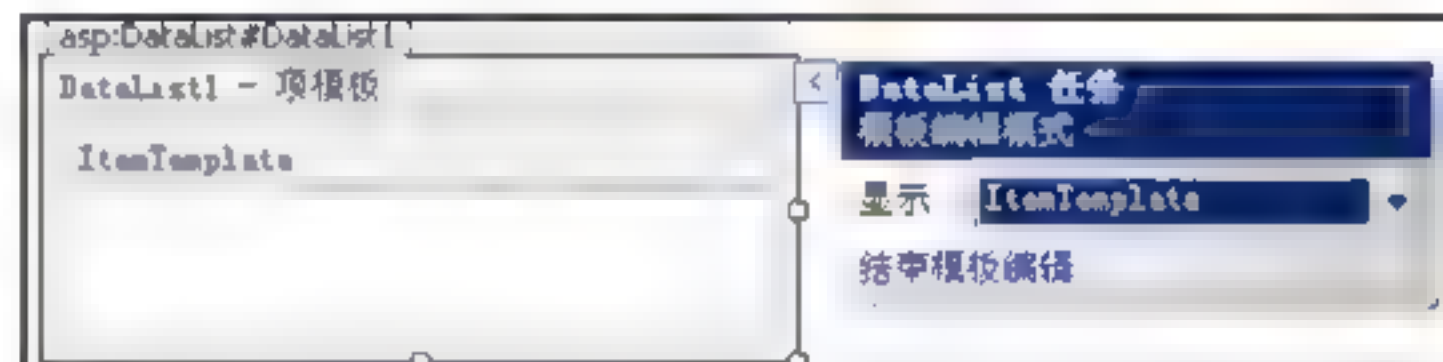 asp:DataList#DataList1
DataList1 - 项模板
ItemTemplate
DataList 任务
模板编辑模式
显示 ItemTemplate
结束模板编辑